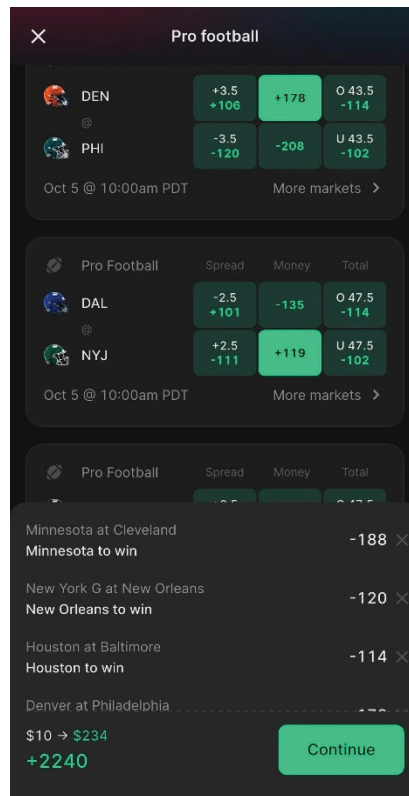 Pro football
DEN +3.5 +106 +178 O 43.5 -114
@
PHI -3.5 -120 -208 U 43.5 -102
Oct 5 @ 10:00am PDT More markets
Pro Football Spread Money Total
DAL -2.5 +101 -135 O 47.5 -114
@
NYJ +2.5 -111 +119 U 47.5 -102
Oct 5 @ 10:00am PDT More markets
Pro Football Spread Money Total
Minnesota at Cleveland
Minnesota to win -188
New York G at New Orleans
New Orleans to win -120
Houston at Baltimore
Houston to win -114
Denver at Philadelphia
$10 → $234
+2240
Continue